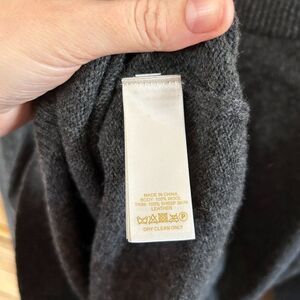 MADE IN CHINA
BODY: 100% WOOL
TRIM: 100% SHEEP SKIN
LEATHER
P
DRY CLEAN ONLY